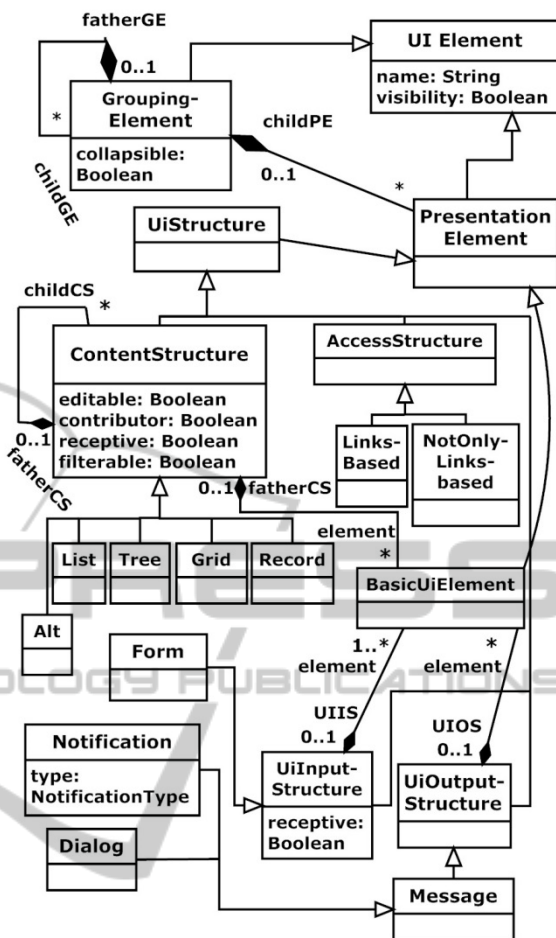 fatherGE
0..1
UI Element
name: String
visibility: Boolean
Grouping-
Element
collapsible:
Boolean
*
childGE
childPE
0..1
*
Presentation
Element
UiStructure
childCS
*
ContentStructure
editable: Boolean
contributor: Boolean
receptive: Boolean
filterable: Boolean
0..1
fatherCS
AccessStructure
Links-
Based
NotOnly-
Links-
based
0..1
fatherCS
element
*
List
Tree
Grid
Record
BasicUiElement
Alt
Form
1..*
element
*
element
UIIS
0..1
UIOS
0..1
Notification
type:
NotificationType
UiInput-
Structure
receptive:
Boolean
UiOutput-
Structure
Dialog
Message
PRESS
OLOGY PUBLICATIONS